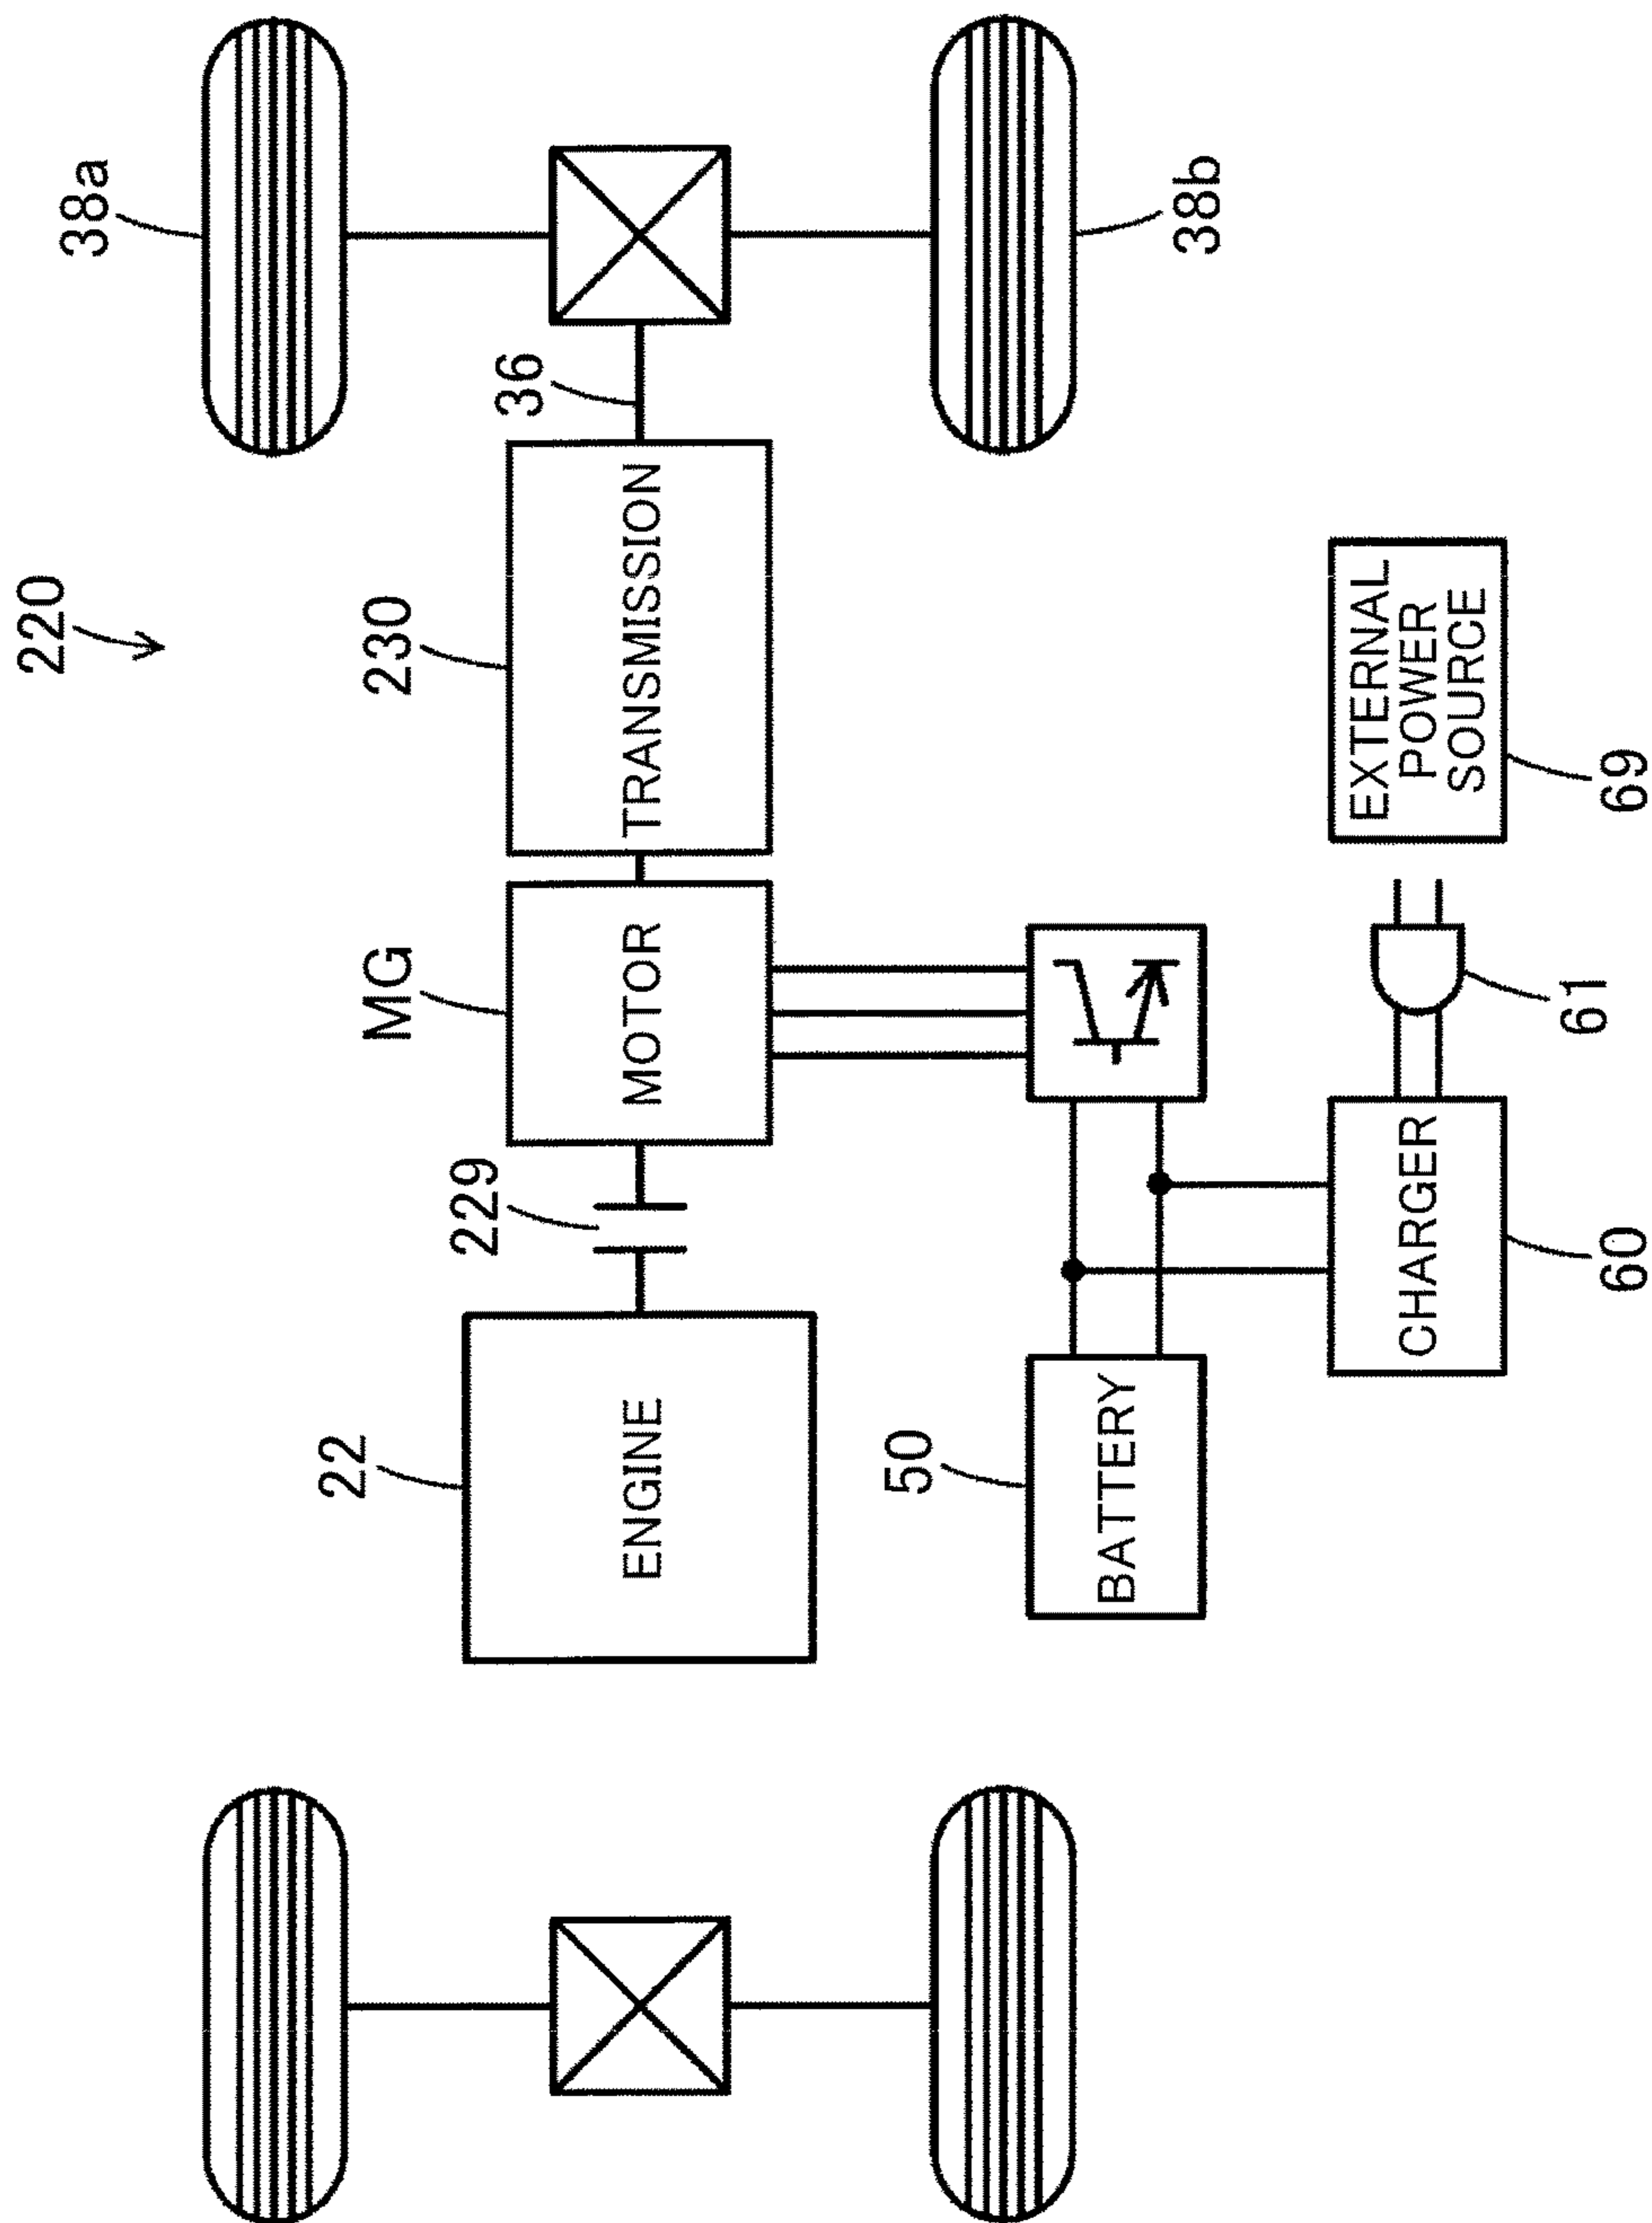 220
38a
22
229
MG
230
36
ENGINE
MOTOR
TRANSMISSION
38b
50
BATTERY
CHARGER
60
61
EXTERNAL
POWER
SOURCE
69